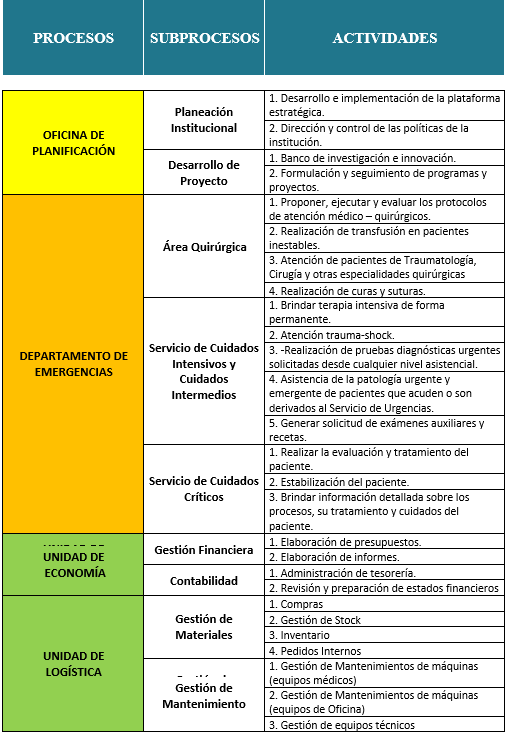 PROCESOS SUBPROCESOS ACTIVIDADES
OFICINA DE
PLANIFICACIÓN
Planeación
Institucional
1. Desarrollo e implementación de la plataforma
estratégica.
2. Dirección y control de las políticas de la
institución.
Desarrollo de
Proyecto
1. Banco de investigación e innovación.
2. Formulación y seguimiento de programas y
proyectos.
DEPARTAMENTO DE
EMERGENCIAS
Área Quirúrgica
1. Proponer, ejecutar y evaluar los protocolos
de atención médico – quirúrgicos.
2. Realización de transfusión en pacientes
inestables.
3. Atención de pacientes de Traumatología,
Cirugía y otras especialidades quirúrgicas
4. Realización de curas y suturas.
Servicio de Cuidados
Intensivos y
Cuidados
Intermedios
1. Brindar terapia intensiva de forma
permanente.
2. Atención trauma-shock.
3. -Realización de pruebas diagnósticas urgentes
solicitadas desde cualquier nivel asistencial.
4. Asistencia de la patología urgente y
emergente de pacientes que acuden o son
derivados al Servicio de Urgencias.
5. Generar solicitud de exámenes auxiliares y
recetas.
Servicio de Cuidados
Críticos
1. Realizar la evaluación y tratamiento del
paciente.
2. Estabilización del paciente.
3. Brindar información detallada sobre los
procesos, su tratamiento y cuidados del
paciente.
UNIDAD DE
ECONOMÍA
Gestión Financiera
1. Elaboración de presupuestos.
2. Elaboración de informes.
Contabilidad
1. Administración de tesorería.
2. Revisión y preparación de estados financieros
UNIDAD DE
LOGÍSTICA
Gestión de
Materiales
1. Compras
2. Gestión de Stock
3. Inventario
4. Pedidos Internos
Gestión de
Mantenimiento
1. Gestión de Mantenimientos de máquinas
(equipos médicos)
2. Gestión de Mantenimientos de máquinas
(equipos de Oficina)
3. Gestión de equipos técnicos